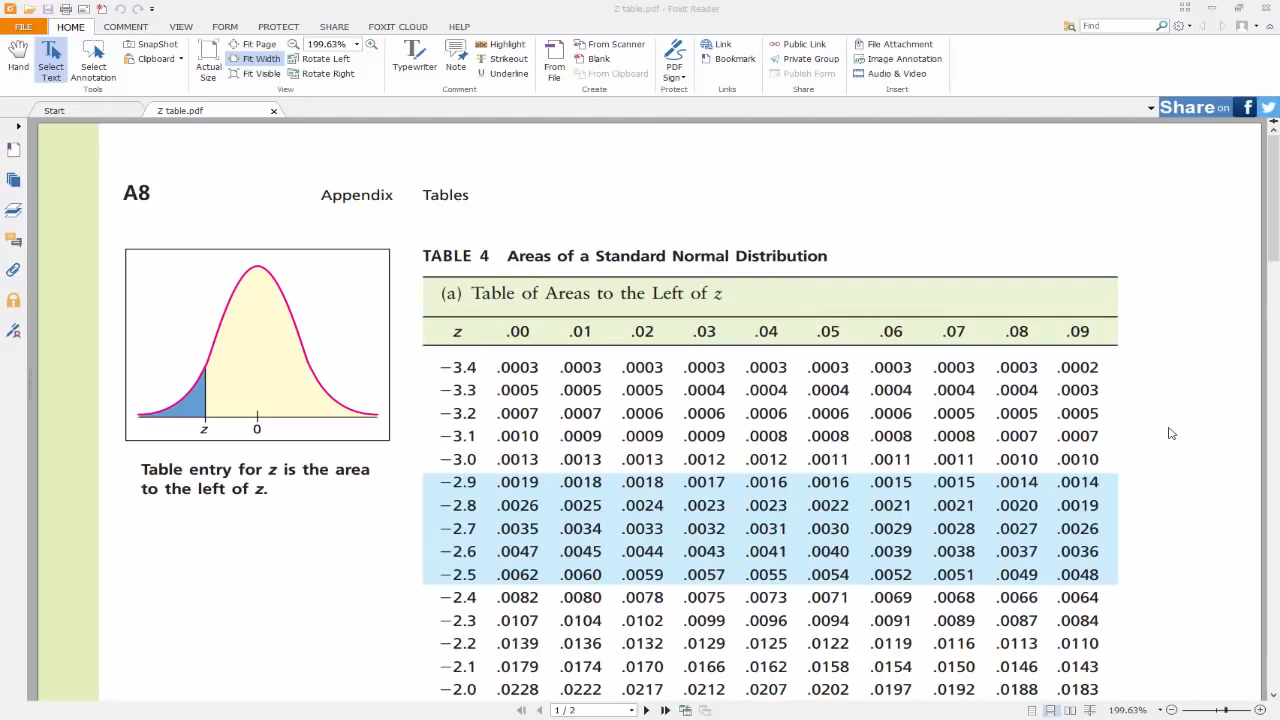 Z table.pdf - Foxit Reader
FILE HOME COMMENT VIEW FORM PROTECT SHARE FOXIT CLOUD HELP Find
Hand
Select Text
Select Annotation
SnapShot
Clipboard
Tools
Actual Size
Fit Page
Fit Width
Fit Visible
199.63%
Rotate Left
Rotate Right
View
Typewriter
Note
Highlight
Strikeout
Underline
Comment
From File
From Scanner
Blank
From Clipboard
Create
PDF Sign
Protect
Link
Bookmark
Links
Public Link
Private Group
Publish Form
Share
File Attachment
Image Annotation
Audio & Video
Insert
Start Z table.pdf Share on f
A8 Appendix Tables
TABLE 4 Areas of a Standard Normal Distribution
(a) Table of Areas to the Left of z
z .00 .01 .02 .03 .04 .05 .06 .07 .08 .09
−3.4 .0003 .0003 .0003 .0003 .0003 .0003 .0003 .0003 .0003 .0002
−3.3 .0005 .0005 .0005 .0004 .0004 .0004 .0004 .0004 .0004 .0003
−3.2 .0007 .0007 .0006 .0006 .0006 .0006 .0006 .0005 .0005 .0005
−3.1 .0010 .0009 .0009 .0009 .0008 .0008 .0008 .0008 .0007 .0007
−3.0 .0013 .0013 .0013 .0012 .0012 .0011 .0011 .0011 .0010 .0010
−2.9 .0019 .0018 .0018 .0017 .0016 .0016 .0015 .0015 .0014 .0014
−2.8 .0026 .0025 .0024 .0023 .0023 .0022 .0021 .0021 .0020 .0019
−2.7 .0035 .0034 .0033 .0032 .0031 .0030 .0029 .0028 .0027 .0026
−2.6 .0047 .0045 .0044 .0043 .0041 .0040 .0039 .0038 .0037 .0036
−2.5 .0062 .0060 .0059 .0057 .0055 .0054 .0052 .0051 .0049 .0048
−2.4 .0082 .0080 .0078 .0075 .0073 .0071 .0069 .0068 .0066 .0064
−2.3 .0107 .0104 .0102 .0099 .0096 .0094 .0091 .0089 .0087 .0084
−2.2 .0139 .0136 .0132 .0129 .0125 .0122 .0119 .0116 .0113 .0110
−2.1 .0179 .0174 .0170 .0166 .0162 .0158 .0154 .0150 .0146 .0143
−2.0 .0228 .0222 .0217 .0212 .0207 .0202 .0197 .0192 .0188 .0183
z 0
Table entry for z is the area
to the left of z.
1 / 2 199.63%